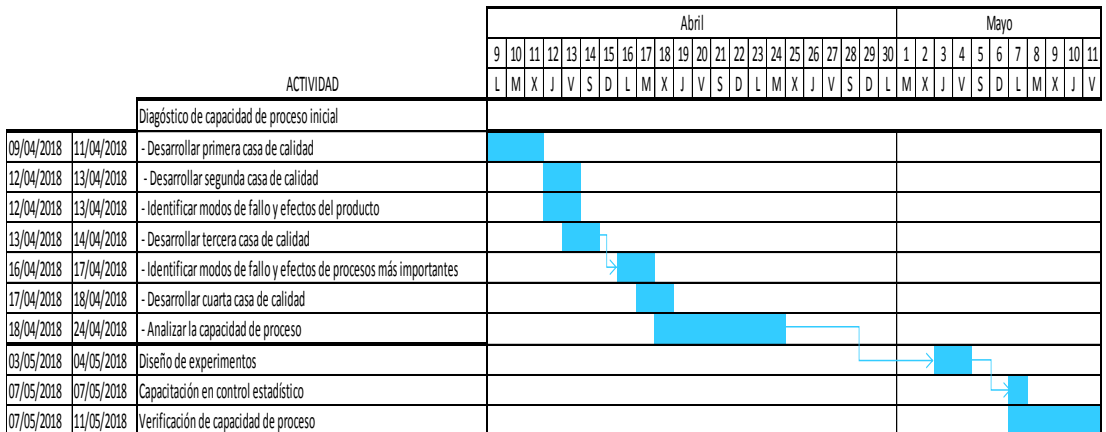 Abril Mayo
9 10 11 12 13 14 15 16 17 18 19 20 21 22 23 24 25 26 27 28 29 30 1 2 3 4 5 6 7 8 9 10 11
ACTIVIDAD L M X J V S D L M X J V S D L M X J V S D L M X J V S D L M X J V
Diagóstico de capacidad de proceso inicial
09/04/2018 11/04/2018 - Desarrollar primera casa de calidad
12/04/2018 13/04/2018 - Desarrollar segunda casa de calidad
12/04/2018 13/04/2018 - Identificar modos de fallo y efectos del producto
13/04/2018 14/04/2018 - Desarrollar tercera casa de calidad
16/04/2018 17/04/2018 - Identificar modos de fallo y efectos de procesos más importantes
17/04/2018 18/04/2018 - Desarrollar cuarta casa de calidad
18/04/2018 24/04/2018 - Analizar la capacidad de proceso
03/05/2018 04/05/2018 Diseño de experimentos
07/05/2018 07/05/2018 Capacitación en control estadístico
07/05/2018 11/05/2018 Verificación de capacidad de proceso